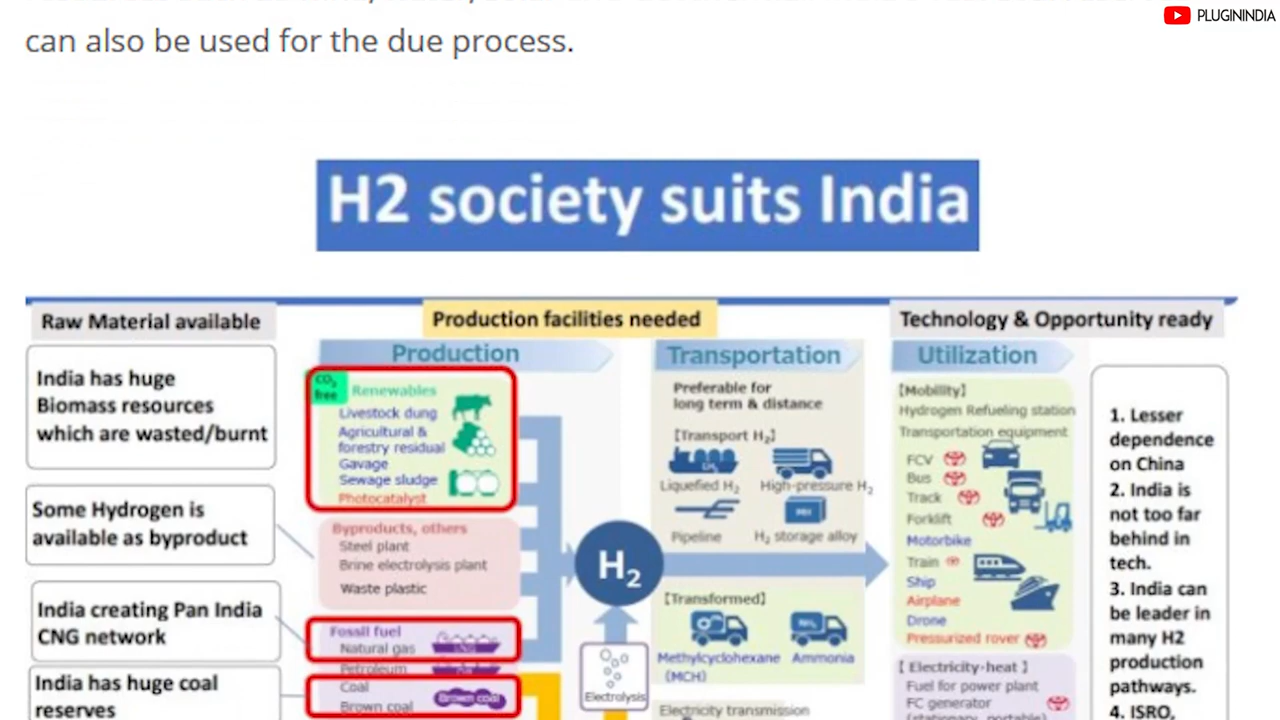 PLUGININDIA
can also be used for the due process.
H2 society suits India
Raw Material available
Production facilities needed
Technology & Opportunity ready
India has huge
Biomass resources
which are wasted/burnt
Some Hydrogen is
available as byproduct
India creating Pan India
CNG network
India has huge coal
reserves
Production
CO2
free
Renewables
Livestock dung
Agricultural &
forestry residual
Gavage
Sewage sludge
Photocatalyst
Byproducts, others
Steel plant
Brine electrolysis plant
Waste plastic
Fossil fuel
Natural gas
LNG
Petroleum
Coal
Brown coal
Brown coal
H2
Electrolysis
Transportation
Preferable for
long term & distance
[Transport H2]
Liquefied H2
High-pressure H2
Pipeline
H2 storage alloy
[Transformed]
Methylcyclohexane
(MCH)
Ammonia
Electricity transmission
Utilization
[Mobility]
Hydrogen Refueling station
Transportation equipment
FCV
Bus
Track
Forklift
Motorbike
Train
Ship
Airplane
Drone
Pressurized rover
[ Electricity·heat ]
Fuel for power plant
FC generator
(stationary, portable)
1. Lesser
dependence
on China
2. India is
not too far
behind in
tech.
3. India can
be leader in
many H2
production
pathways.
4. ISRO,